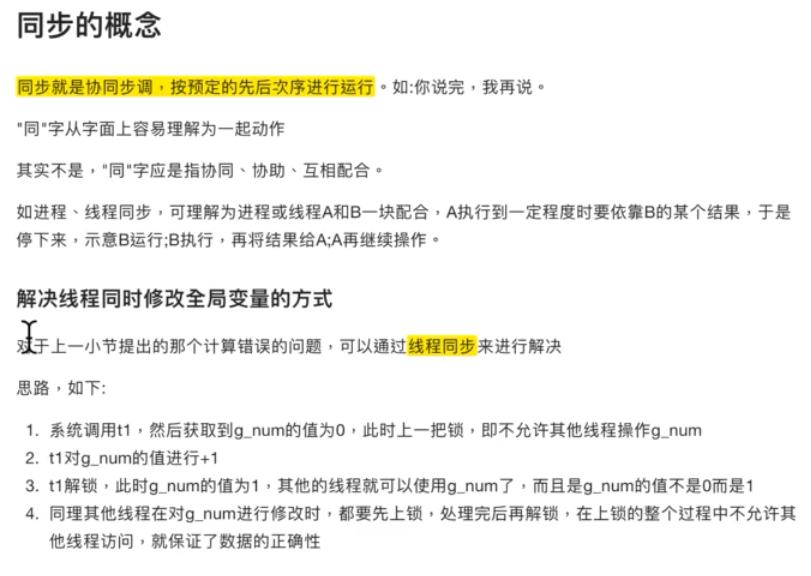 同步的概念
同步就是协同步调，按预定的先后次序进行运行。如:你说完，我再说。
"同"字从字面上容易理解为一起动作
其实不是，"同"字应是指协同、协助、互相配合。
如进程、线程同步，可理解为进程或线程A和B一块配合，A执行到一定程度时要依靠B的某个结果，于是
停下来，示意B运行;B执行，再将结果给A;A再继续操作。
解决线程同时修改全局变量的方式
对于上一小节提出的那个计算错误的问题，可以通过线程同步来进行解决
思路，如下:
1. 系统调用t1，然后获取到g_num的值为0，此时上一把锁，即不允许其他线程操作g_num
2. t1对g_num的值进行+1
3. t1解锁，此时g_num的值为1，其他的线程就可以使用g_num了，而且是g_num的值不是0而是1
4. 同理其他线程在对g_num进行修改时，都要先上锁，处理完后再解锁，在上锁的整个过程中不允许其
他线程访问，就保证了数据的正确性